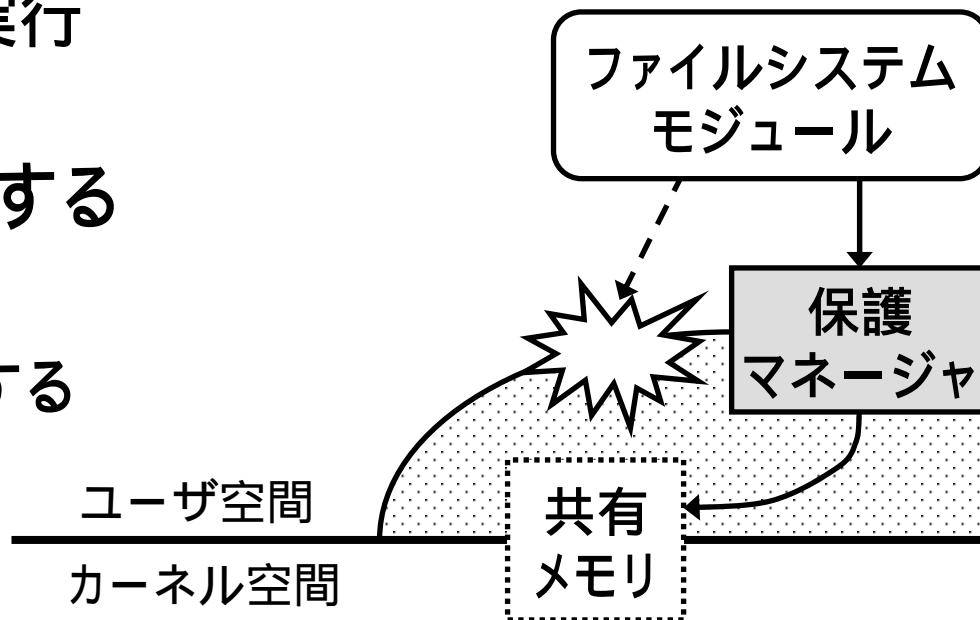 実行
する
する
ファイルシステム
モジュール
保護
マネージャ
ユーザ空間
カーネル空間
共有
メモリ